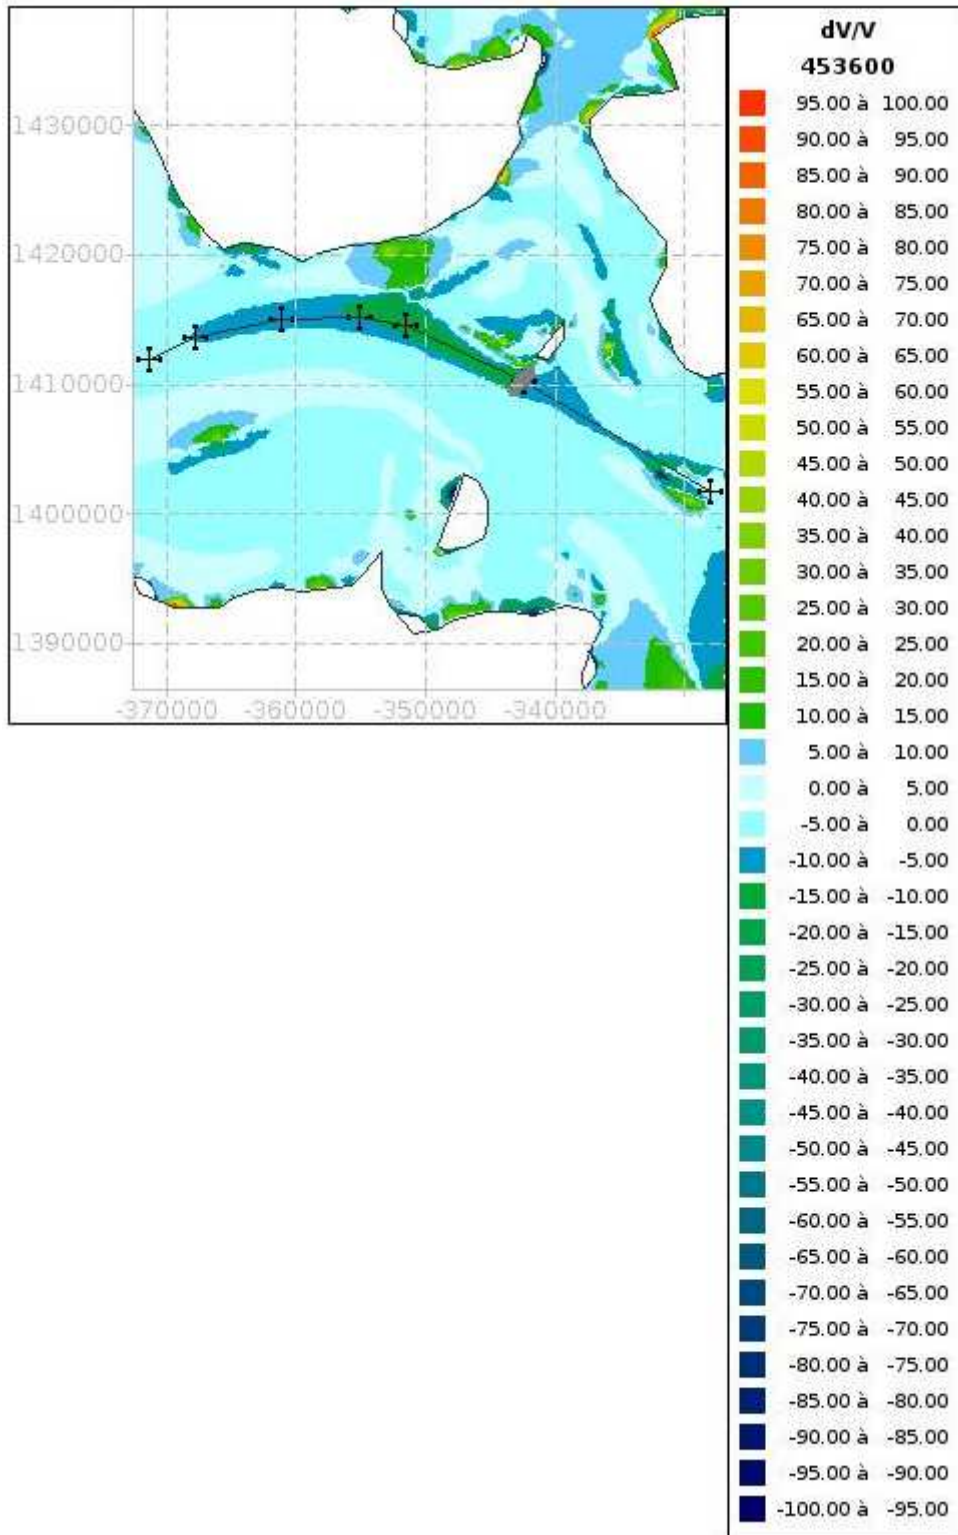 dV/V
453600
95.00 à 100.00
90.00 à 95.00
85.00 à 90.00
80.00 à 85.00
75.00 à 80.00
70.00 à 75.00
65.00 à 70.00
60.00 à 65.00
55.00 à 60.00
50.00 à 55.00
45.00 à 50.00
40.00 à 45.00
35.00 à 40.00
30.00 à 35.00
25.00 à 30.00
20.00 à 25.00
15.00 à 20.00
10.00 à 15.00
5.00 à 10.00
0.00 à 5.00
-5.00 à 0.00
-10.00 à -5.00
-15.00 à -10.00
-20.00 à -15.00
-25.00 à -20.00
-30.00 à -25.00
-35.00 à -30.00
-40.00 à -35.00
-45.00 à -40.00
-50.00 à -45.00
-55.00 à -50.00
-60.00 à -55.00
-65.00 à -60.00
-70.00 à -65.00
-75.00 à -70.00
-80.00 à -75.00
-85.00 à -80.00
-90.00 à -85.00
-95.00 à -90.00
-100.00 à -95.00
1430000
1420000
1410000
1400000
1390000
-370000 -360000 -350000 -340000